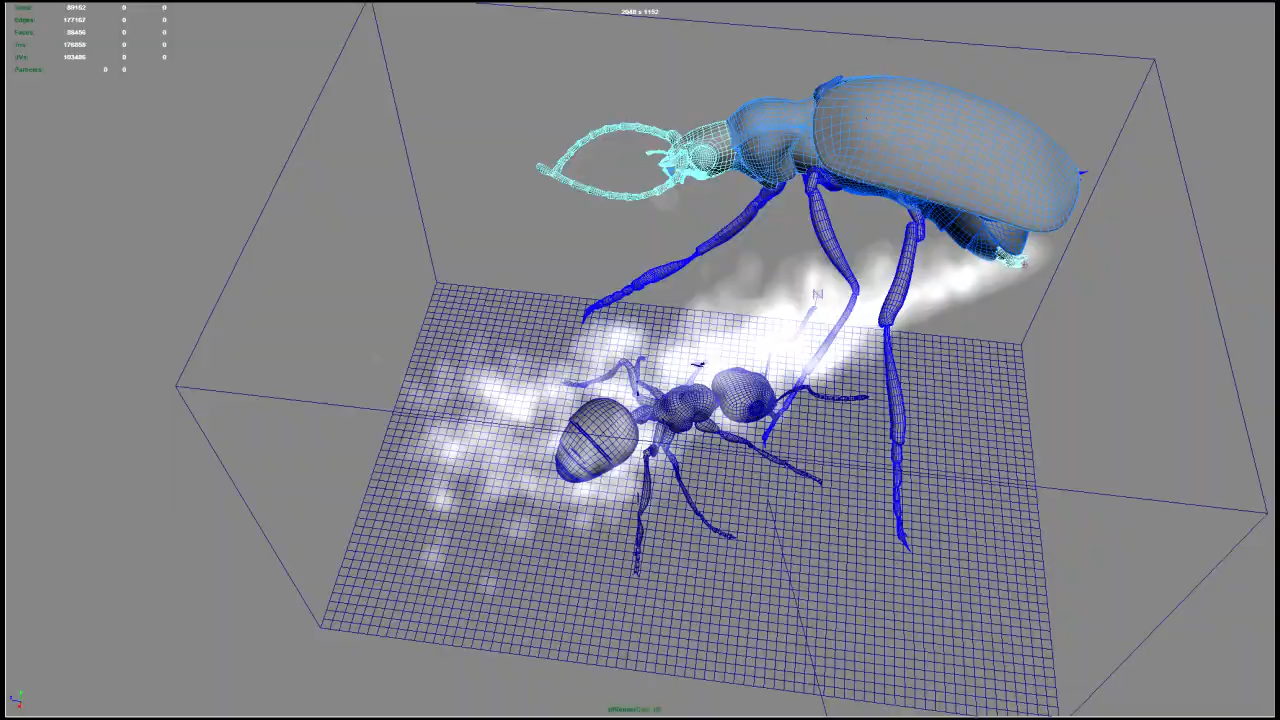 2048 x 1152
Verts: 89152 0 0
Edges: 177167 0 0
Faces: 88456 0 0
Tris: 176858 0 0
UVs: 103486 0 0
0 0
N